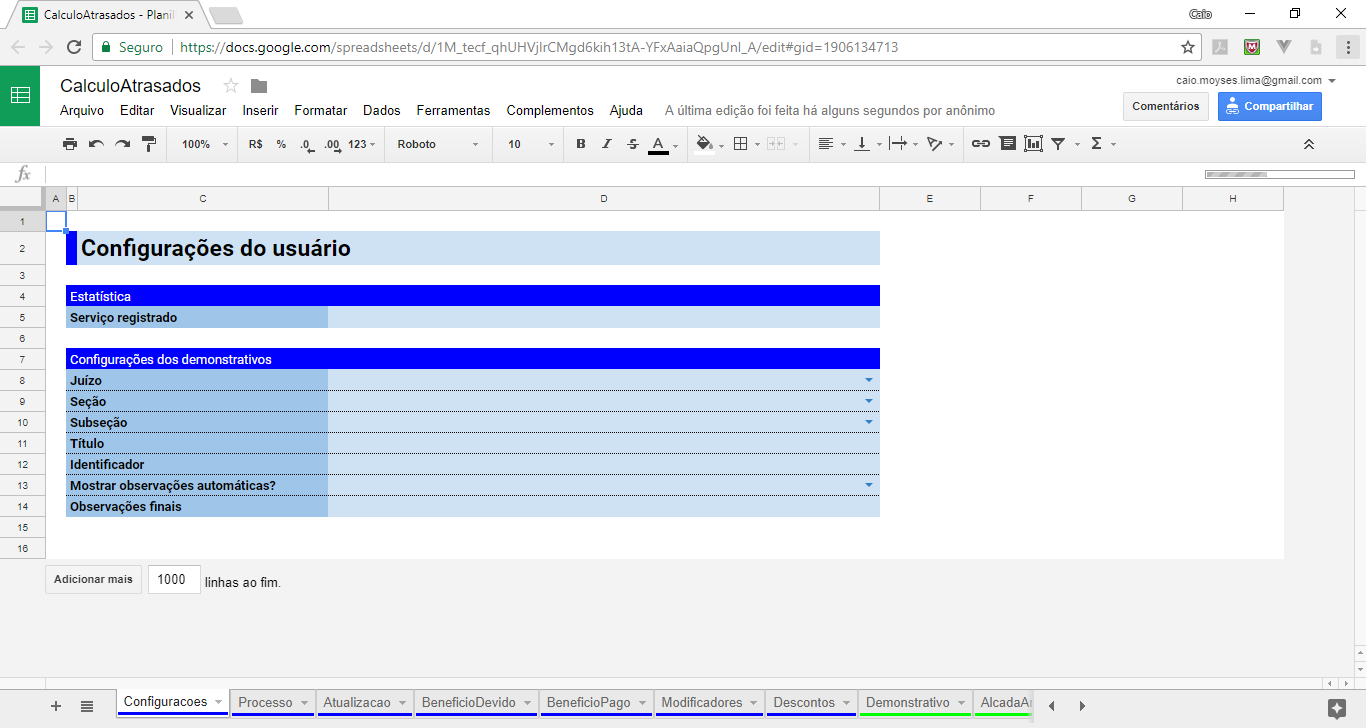 CalculoAtrasados - Plani
Caio
Seguro
https://docs.google.com/spreadsheets/d/1M_tecf_qhUHVjIrCMgd6kih13tA-YFxAaiaQpgUnI_A/edit#gid=1906134713
CalculoAtrasados
caio.moyses.lima@gmail.com
Arquivo Editar Visualizar Inserir Formatar Dados Ferramentas Complementos Ajuda A última edição foi feita há alguns segundos por anônimo
Comentários Compartilhar
100% R$ % .0 .00 123 Roboto 10 B I S A Σ
fx
A B C D E F G H
1
2 Configurações do usuário
3
4 Estatística
5 Serviço registrado
6
7 Configurações dos demonstrativos
8 Juízo
9 Seção
10 Subseção
11 Título
12 Identificador
13 Mostrar observações automáticas?
14 Observações finais
15
16
Adicionar mais 1000 linhas ao fim.
Configuracoes Processo Atualizacao BeneficioDevido BeneficioPago Modificadores Descontos Demonstrativo AlcadaA